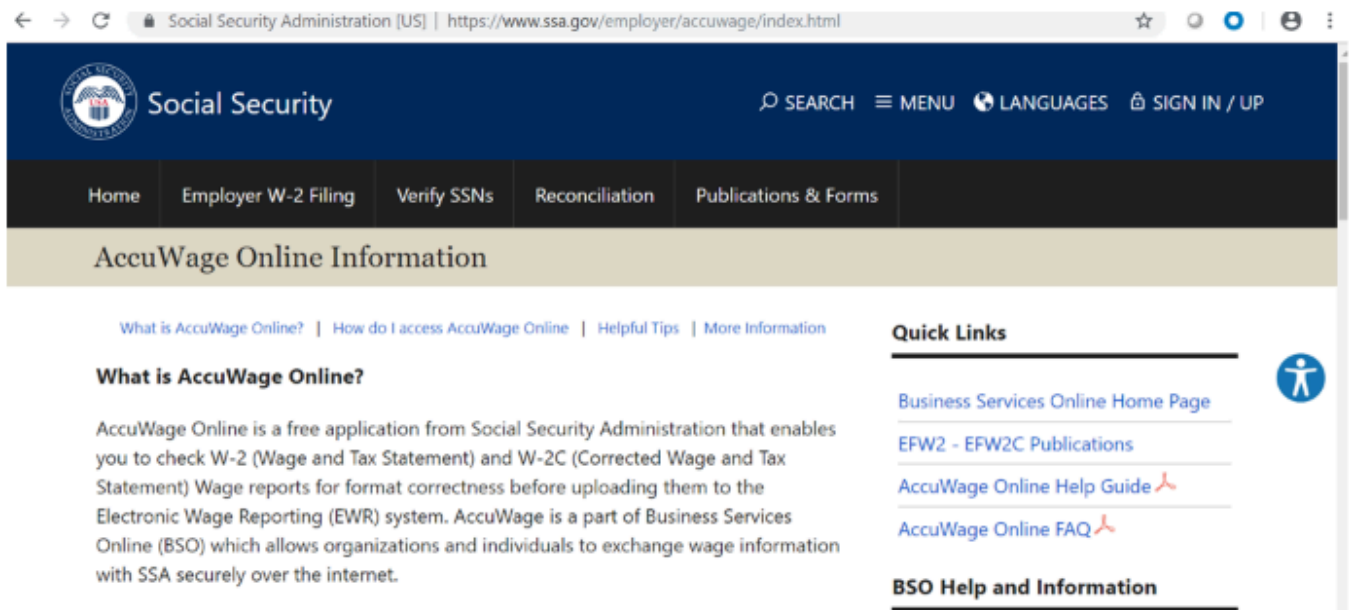 Social Security Administration [US] | https://www.ssa.gov/employer/accuwage/index.html
Social Security
SEARCH MENU LANGUAGES SIGN IN / UP
Home Employer W-2 Filing Verify SSNs Reconciliation Publications & Forms
AccuWage Online Information
What is AccuWage Online? | How do I access AccuWage Online | Helpful Tips | More Information
What is AccuWage Online?
AccuWage Online is a free application from Social Security Administration that enables
you to check W-2 (Wage and Tax Statement) and W-2C (Corrected Wage and Tax
Statement) Wage reports for format correctness before uploading them to the
Electronic Wage Reporting (EWR) system. AccuWage is a part of Business Services
Online (BSO) which allows organizations and individuals to exchange wage information
with SSA securely over the internet.
Quick Links
Business Services Online Home Page
EFW2 - EFW2C Publications
AccuWage Online Help Guide
AccuWage Online FAQ
BSO Help and Information